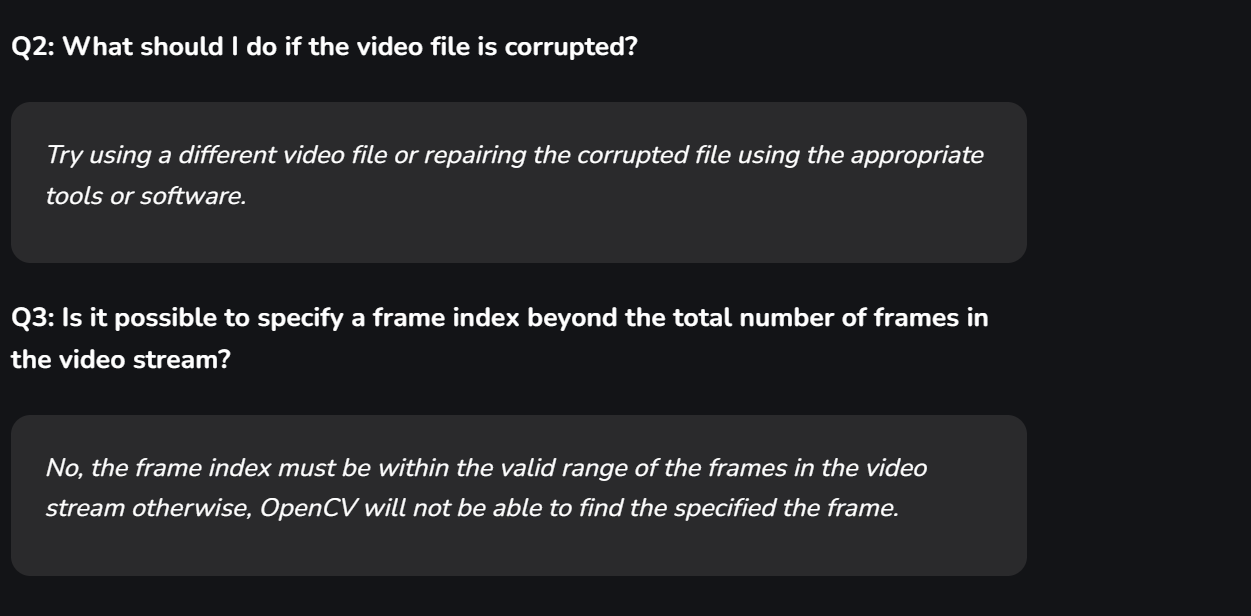 Q2: What should I do if the video file is corrupted?
Try using a different video file or repairing the corrupted file using the appropriate
tools or software.
Q3: Is it possible to specify a frame index beyond the total number of frames in
the video stream?
No, the frame index must be within the valid range of the frames in the video
stream otherwise, OpenCV will not be able to find the specified the frame.